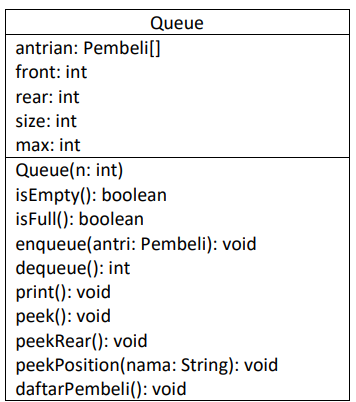 Queue
antrian: Pembeli[]
front: int
rear: int
size: int
max: int
Queue(n: int)
isEmpty(): boolean
isFull(): boolean
enqueue(antri: Pembeli): void
dequeue(): int
print(): void
peek(): void
peekRear(): void
peekPosition(nama: String): void
daftarPembeli(): void